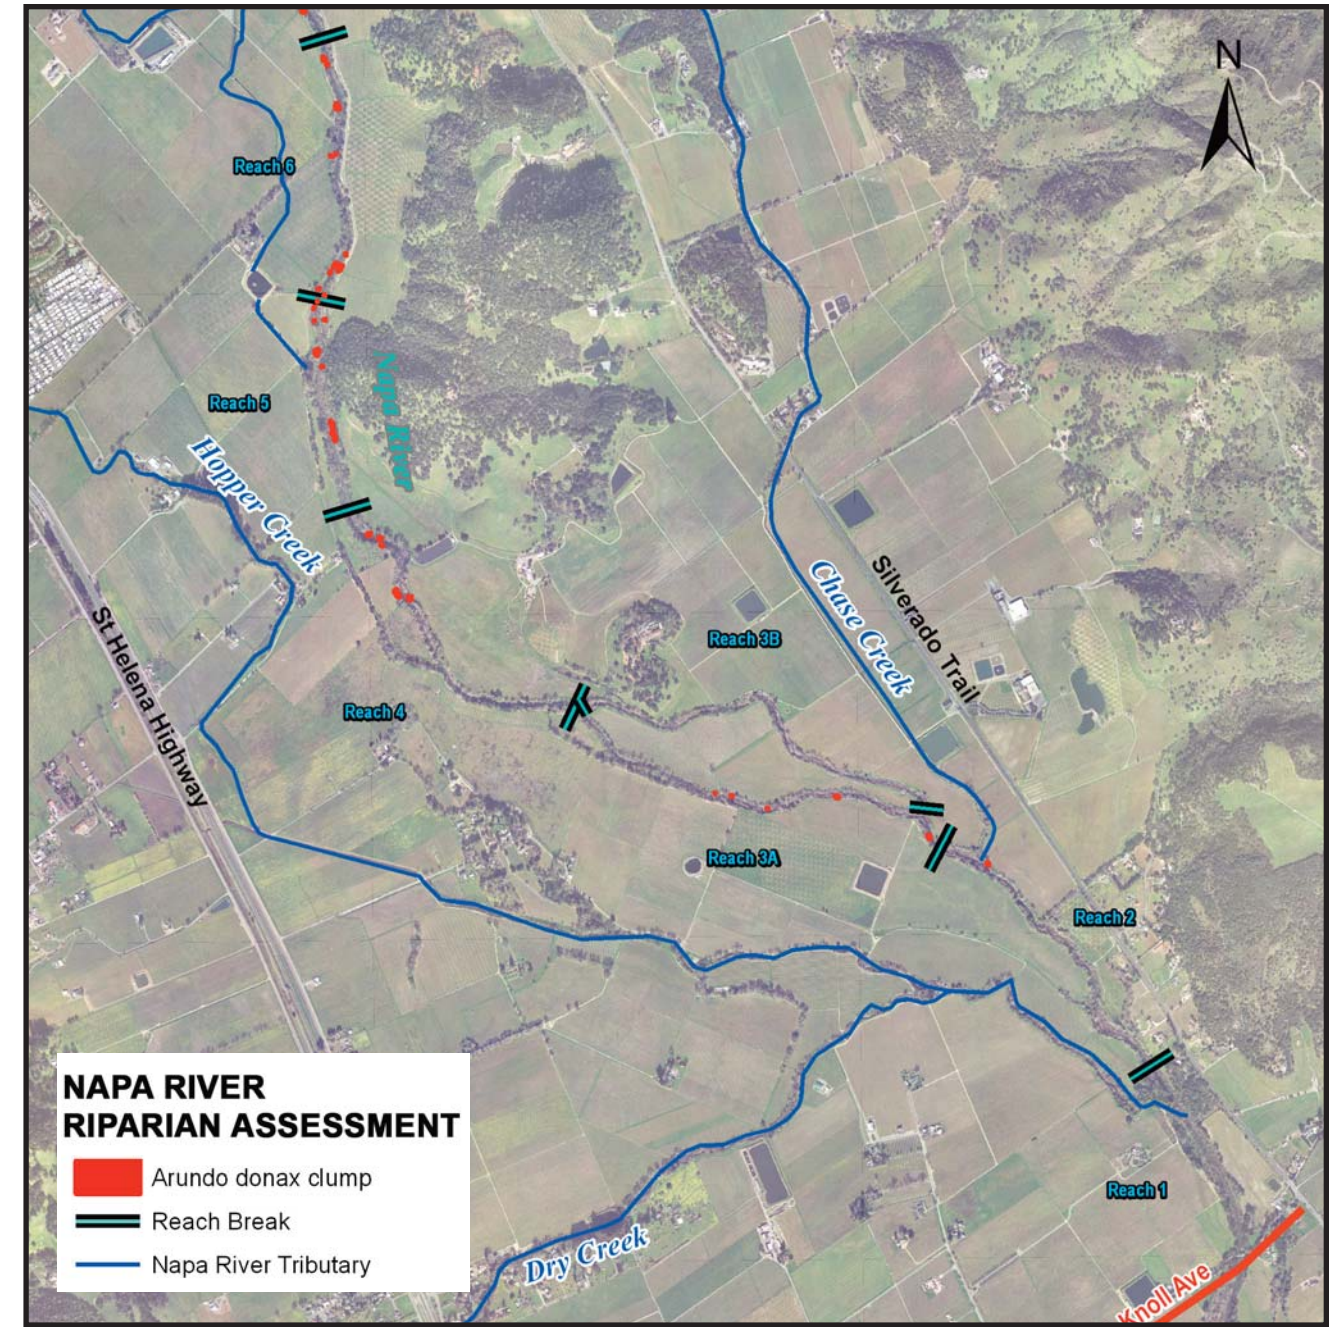 N
Reach 6
Napa River
Reach 5
Hopper Creek
Chase Creek
Silverado Trail
St Helena Highway
Reach 3B
Reach 4
Reach 3A
Reach 2
Reach 1
Dry Creek
Knoll Ave
NAPA RIVER
RIPARIAN ASSESSMENT
Arundo donax clump
Reach Break
Napa River Tributary